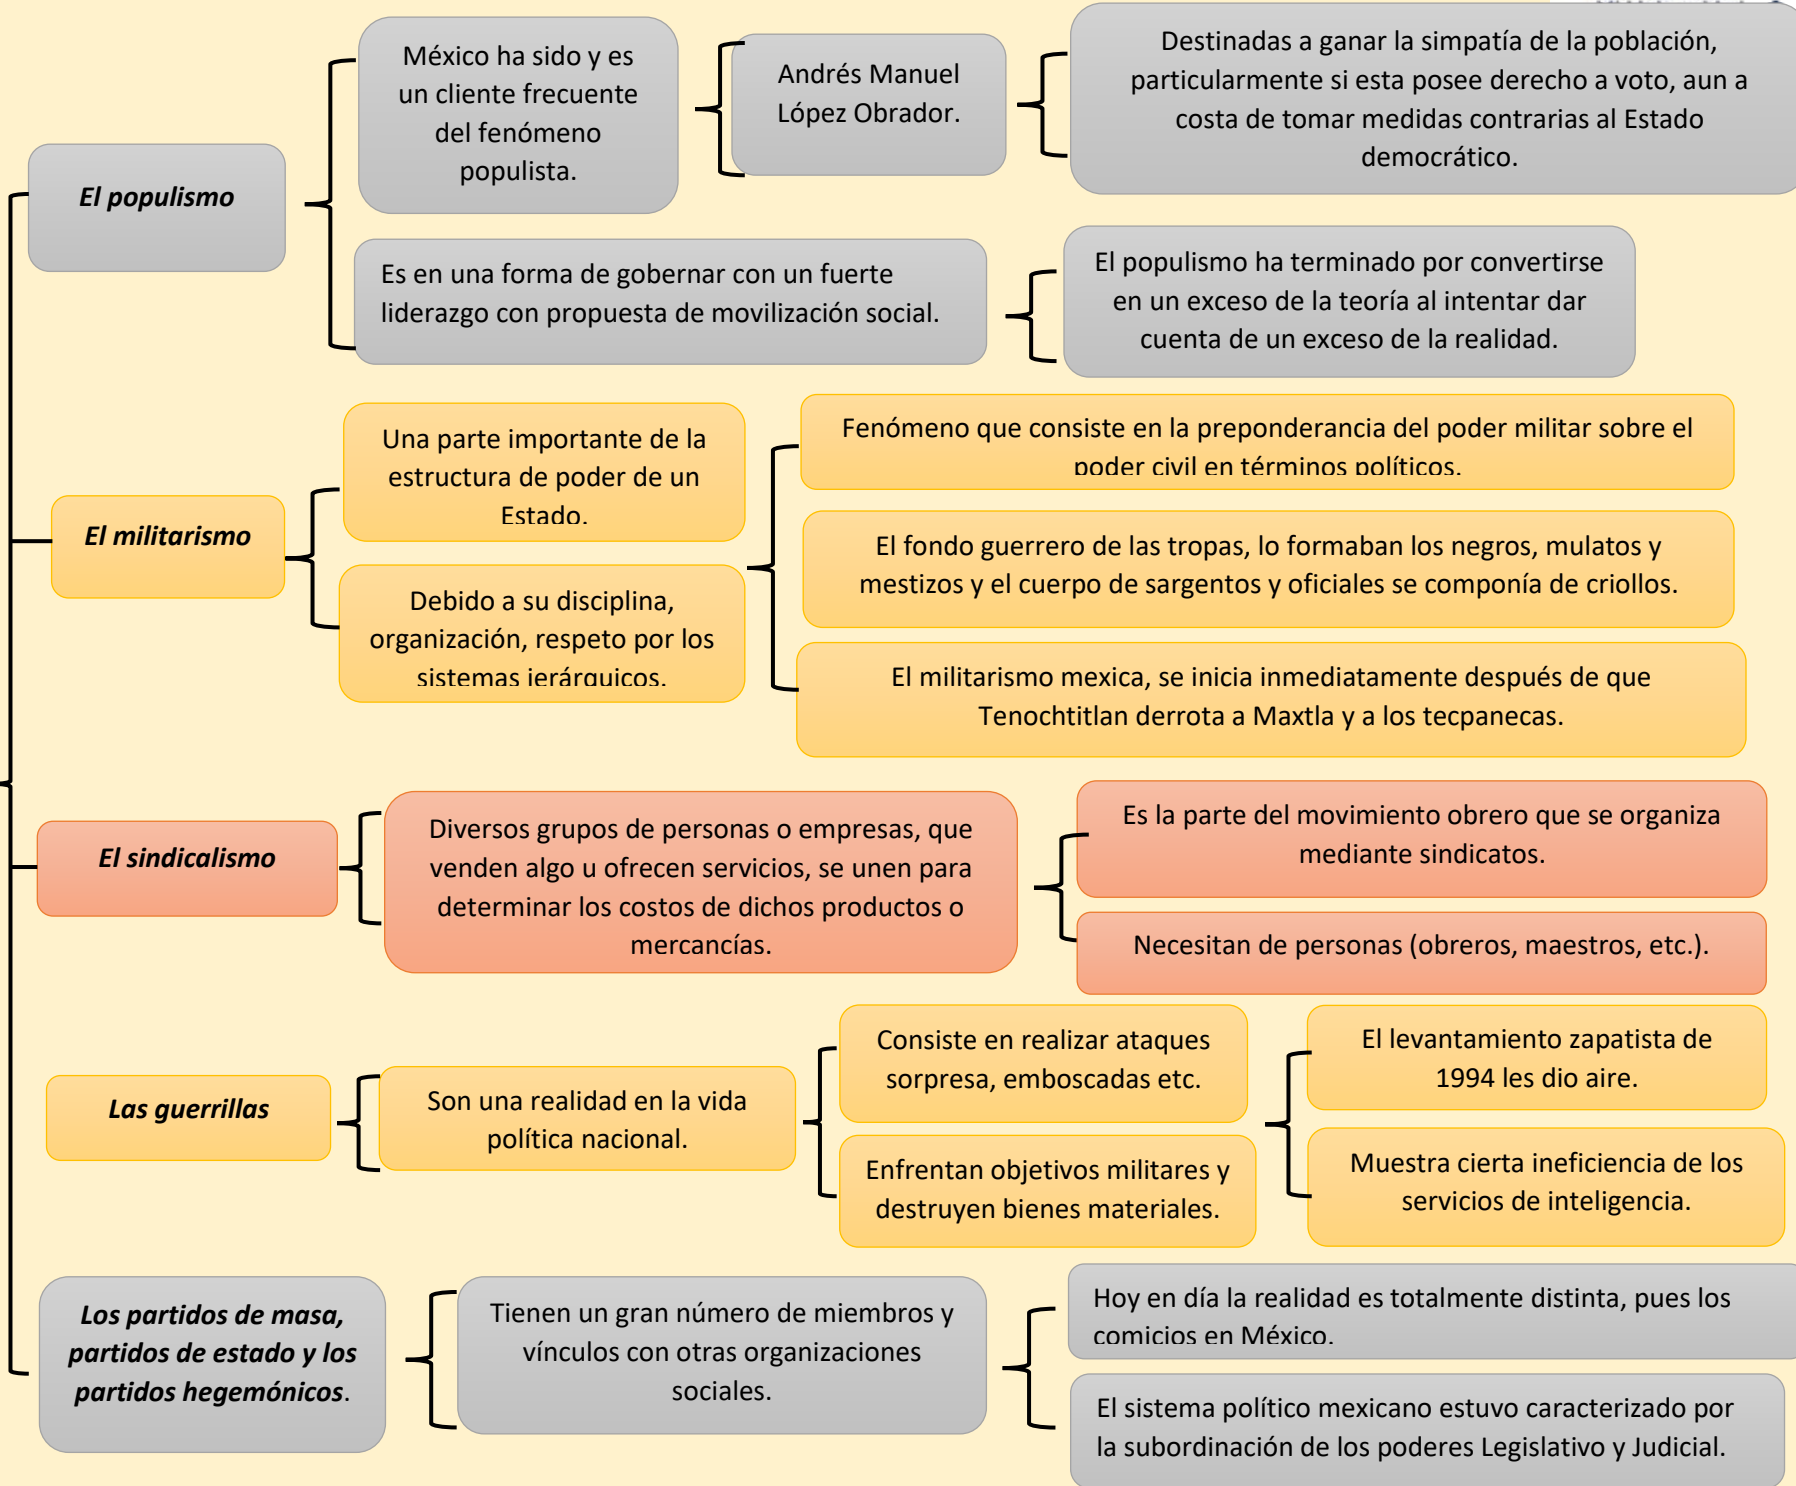 El populismo
México ha sido y es
un cliente frecuente
del fenómeno
populista.
Andrés Manuel
López Obrador.
Destinadas a ganar la simpatía de la población,
particularmente si esta posee derecho a voto, aun a
costa de tomar medidas contrarias al Estado
democrático.
Es en una forma de gobernar con un fuerte
liderazgo con propuesta de movilización social.
El populismo ha terminado por convertirse
en un exceso de la teoría al intentar dar
cuenta de un exceso de la realidad.
El militarismo
Una parte importante de la
estructura de poder de un
Estado.
Debido a su disciplina,
organización, respeto por los
sistemas jerárquicos.
Fenómeno que consiste en la preponderancia del poder militar sobre el
poder civil en términos políticos.
El fondo guerrero de las tropas, lo formaban los negros, mulatos y
mestizos y el cuerpo de sargentos y oficiales se componía de criollos.
El militarismo mexica, se inicia inmediatamente después de que
Tenochtitlan derrota a Maxtla y a los tecpanecas.
El sindicalismo
Diversos grupos de personas o empresas, que
venden algo u ofrecen servicios, se unen para
determinar los costos de dichos productos o
mercancías.
Es la parte del movimiento obrero que se organiza
mediante sindicatos.
Necesitan de personas (obreros, maestros, etc.).
Las guerrillas
Son una realidad en la vida
política nacional.
Consiste en realizar ataques
sorpresa, emboscadas etc.
Enfrentan objetivos militares y
destruyen bienes materiales.
El levantamiento zapatista de
1994 les dio aire.
Muestra cierta ineficiencia de los
servicios de inteligencia.
Los partidos de masa,
partidos de estado y los
partidos hegemónicos.
Tienen un gran número de miembros y
vínculos con otras organizaciones
sociales.
Hoy en día la realidad es totalmente distinta, pues los
comicios en México.
El sistema político mexicano estuvo caracterizado por
la subordinación de los poderes Legislativo y Judicial.